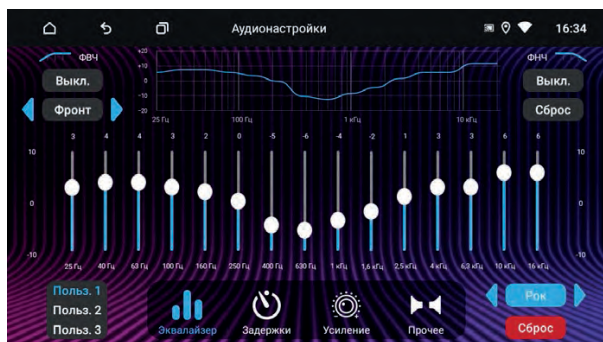 Аудионастройки 16:34
ФВЧ
Выкл.
Фронт
+20
+10
0
-10
-20
25 Гц 100 Гц 1 кГц 10 кГц
ФНЧ
Выкл.
Сброс
3 4 4 3 2 0 -5 -6 -4 -2 1 3 3 6 6
10 10
0 0
-10 -10
25 Гц 40 Гц 63 Гц 100 Гц 160 Гц 250 Гц 400 Гц 630 Гц 1 кГц 1,6 кГц 2,5 кГц 4 кГц 6,3 кГц 10 кГц 16 кГц
Польз. 1
Польз. 2
Польз. 3
Эквалайзер Задержки Усиление Прочее
Рок
Сброс